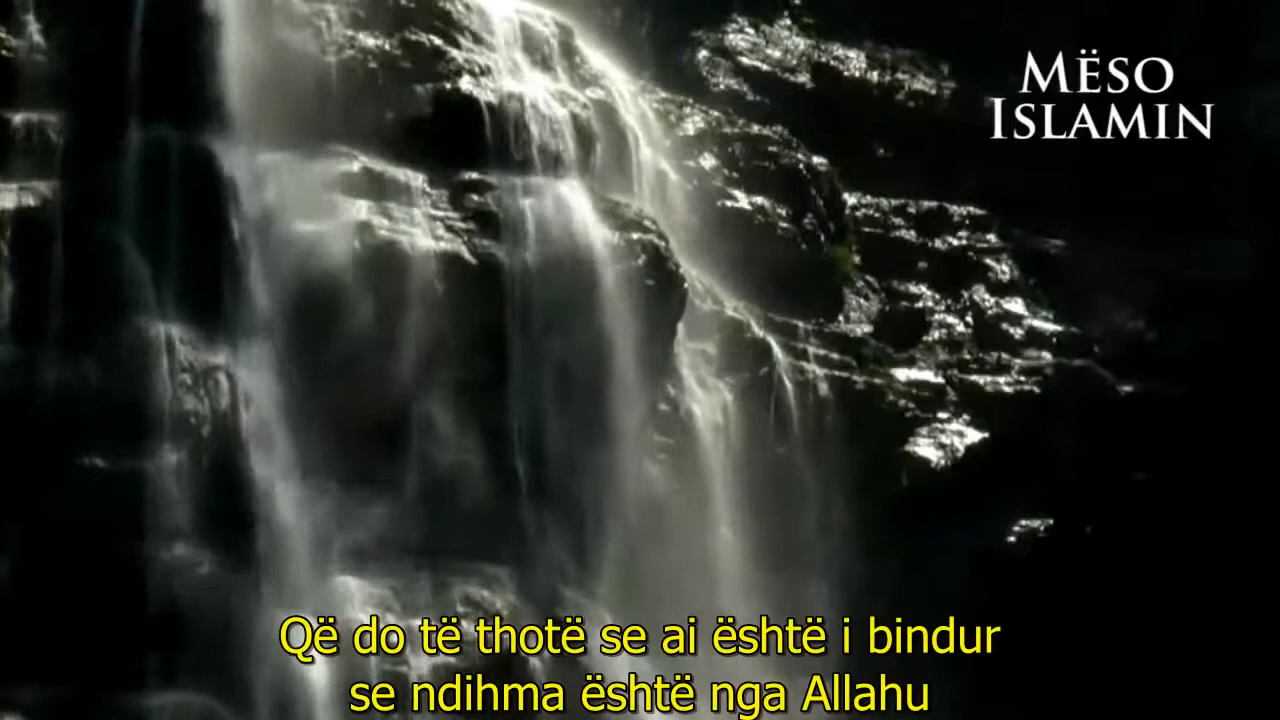 MËSO
ISLAMIN
Që do të thotë se ai është i bindur
se ndihma është nga Allahu